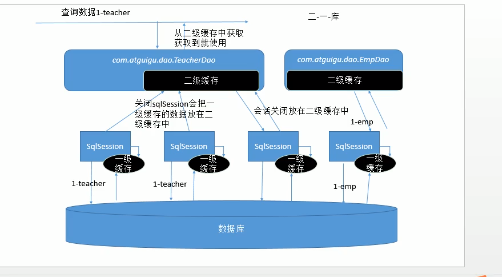 查询数据1-teacher
二-一-库
从二级缓存中获取
获取到就使用
com.atguigu.dao.TeacherDao
com.atguigu.dao.EmpDao
二级缓存
二级缓存
关闭sqlSession会把一
级缓存的数据放在二
级缓存中
会话关闭放在二级缓存中
1-emp
SqlSession
SqlSession
SqlSession
SqlSession
一级
缓存
一级
缓存
一级
缓存
一级
缓存
1-teacher
1-teacher
1-emp
数据库